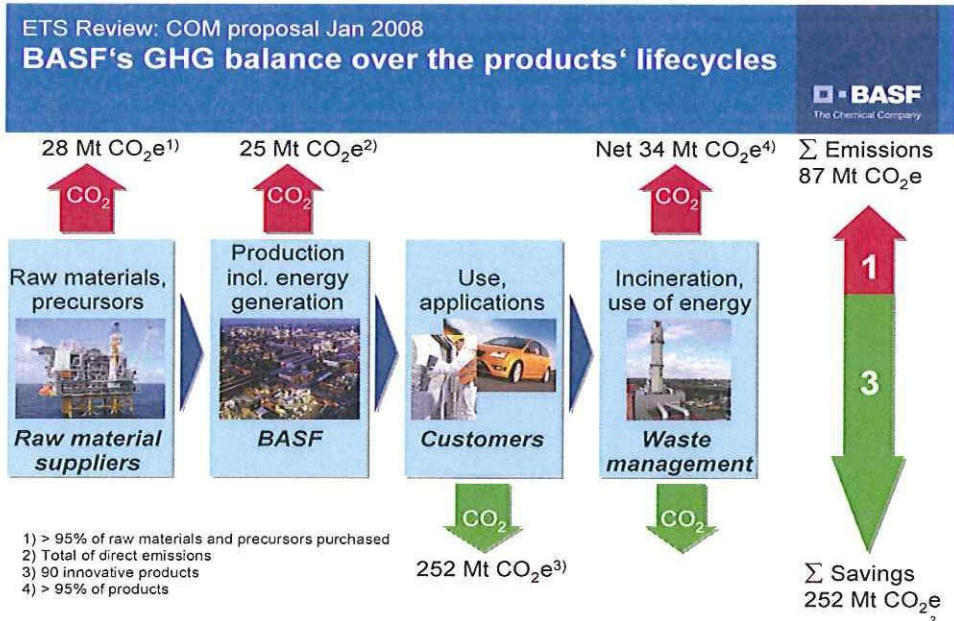 ETS Review: COM proposal Jan 2008
BASF‘s GHG balance over the products‘ lifecycles
BASF
The Chemical Company
28 Mt CO₂e¹⁾
25 Mt CO₂e²⁾
Net 34 Mt CO₂e⁴⁾
Σ Emissions
87 Mt CO₂e
CO₂
CO₂
CO₂
Raw materials,
precursors
Raw material
suppliers
Production
incl. energy
generation
BASF
Use,
applications
Customers
Incineration,
use of energy
Waste
management
1
3
CO₂
CO₂
252 Mt CO₂e³⁾
Σ Savings
252 Mt CO₂e
1) > 95% of raw materials and precursors purchased
2) Total of direct emissions
3) 90 innovative products
4) > 95% of products